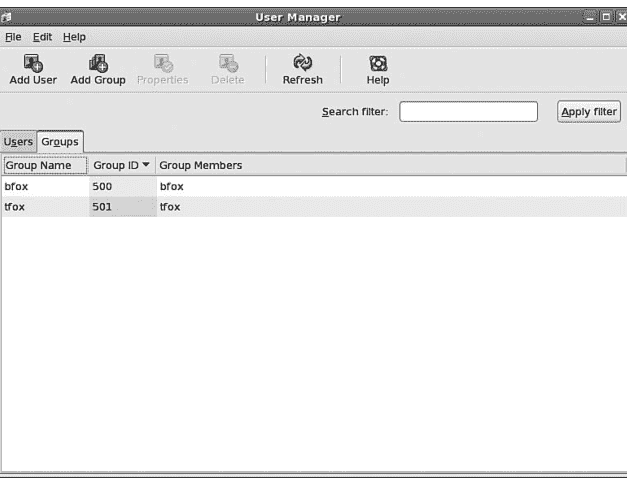 User Manager
File Edit Help
Add User Add Group Properties Delete Refresh Help
Search filter: Apply filter
Users Groups
Group Name Group ID Group Members
bfox 500 bfox
tfox 501 tfox